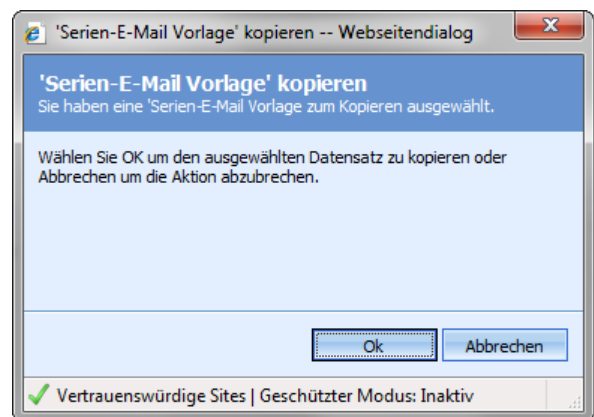 'Serien-E-Mail Vorlage' kopieren -- Webseitendialog
'Serien-E-Mail Vorlage' kopieren
Sie haben eine 'Serien-E-Mail Vorlage zum Kopieren ausgewählt.
Wählen Sie OK um den ausgewählten Datensatz zu kopieren oder
Abbrechen um die Aktion abzubrechen.
Ok Abbrechen
Vertrauenswürdige Sites | Geschützter Modus: Inaktiv